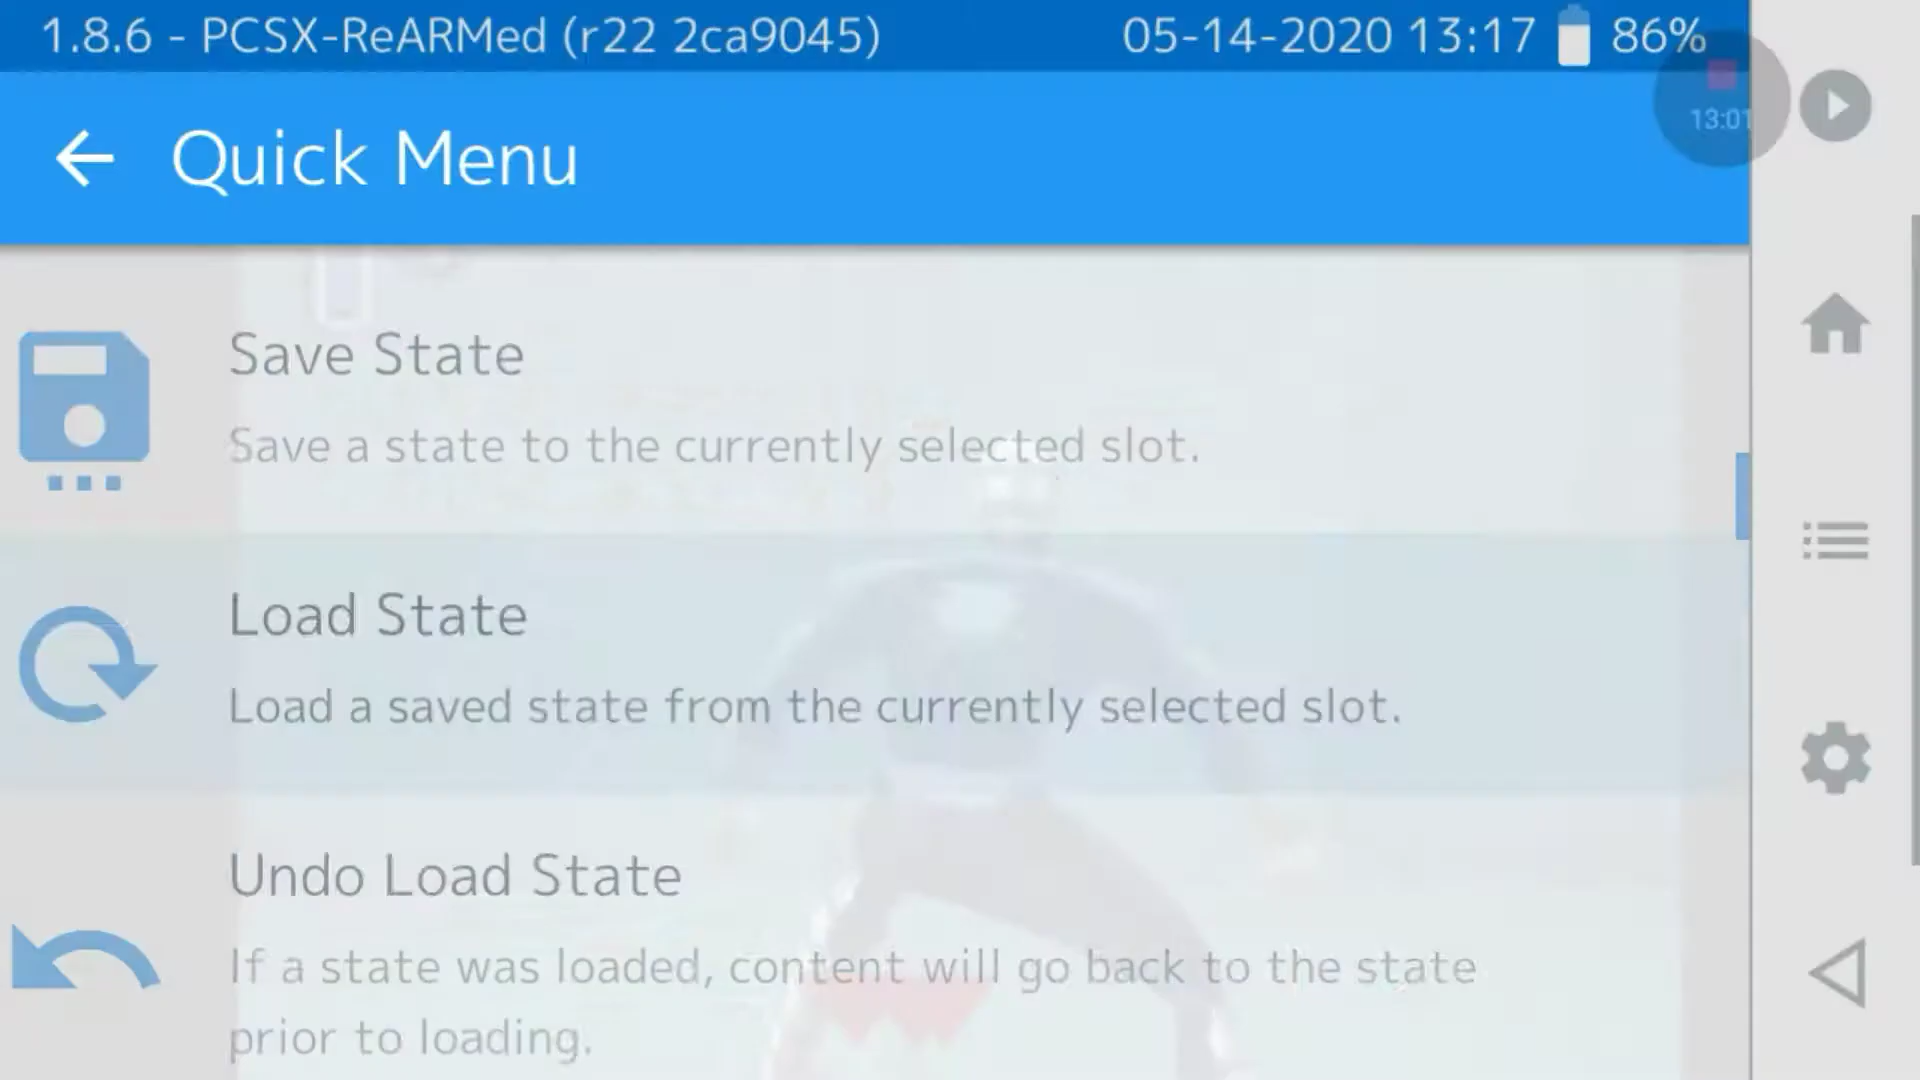 1.8.6 - PCSX-ReARMed (r22 2ca9045) 05-14-2020 13:17 86%
13:01
Quick Menu
Save State
Save a state to the currently selected slot.
Load State
Load a saved state from the currently selected slot.
Undo Load State
If a state was loaded, content will go back to the state
prior to loading.